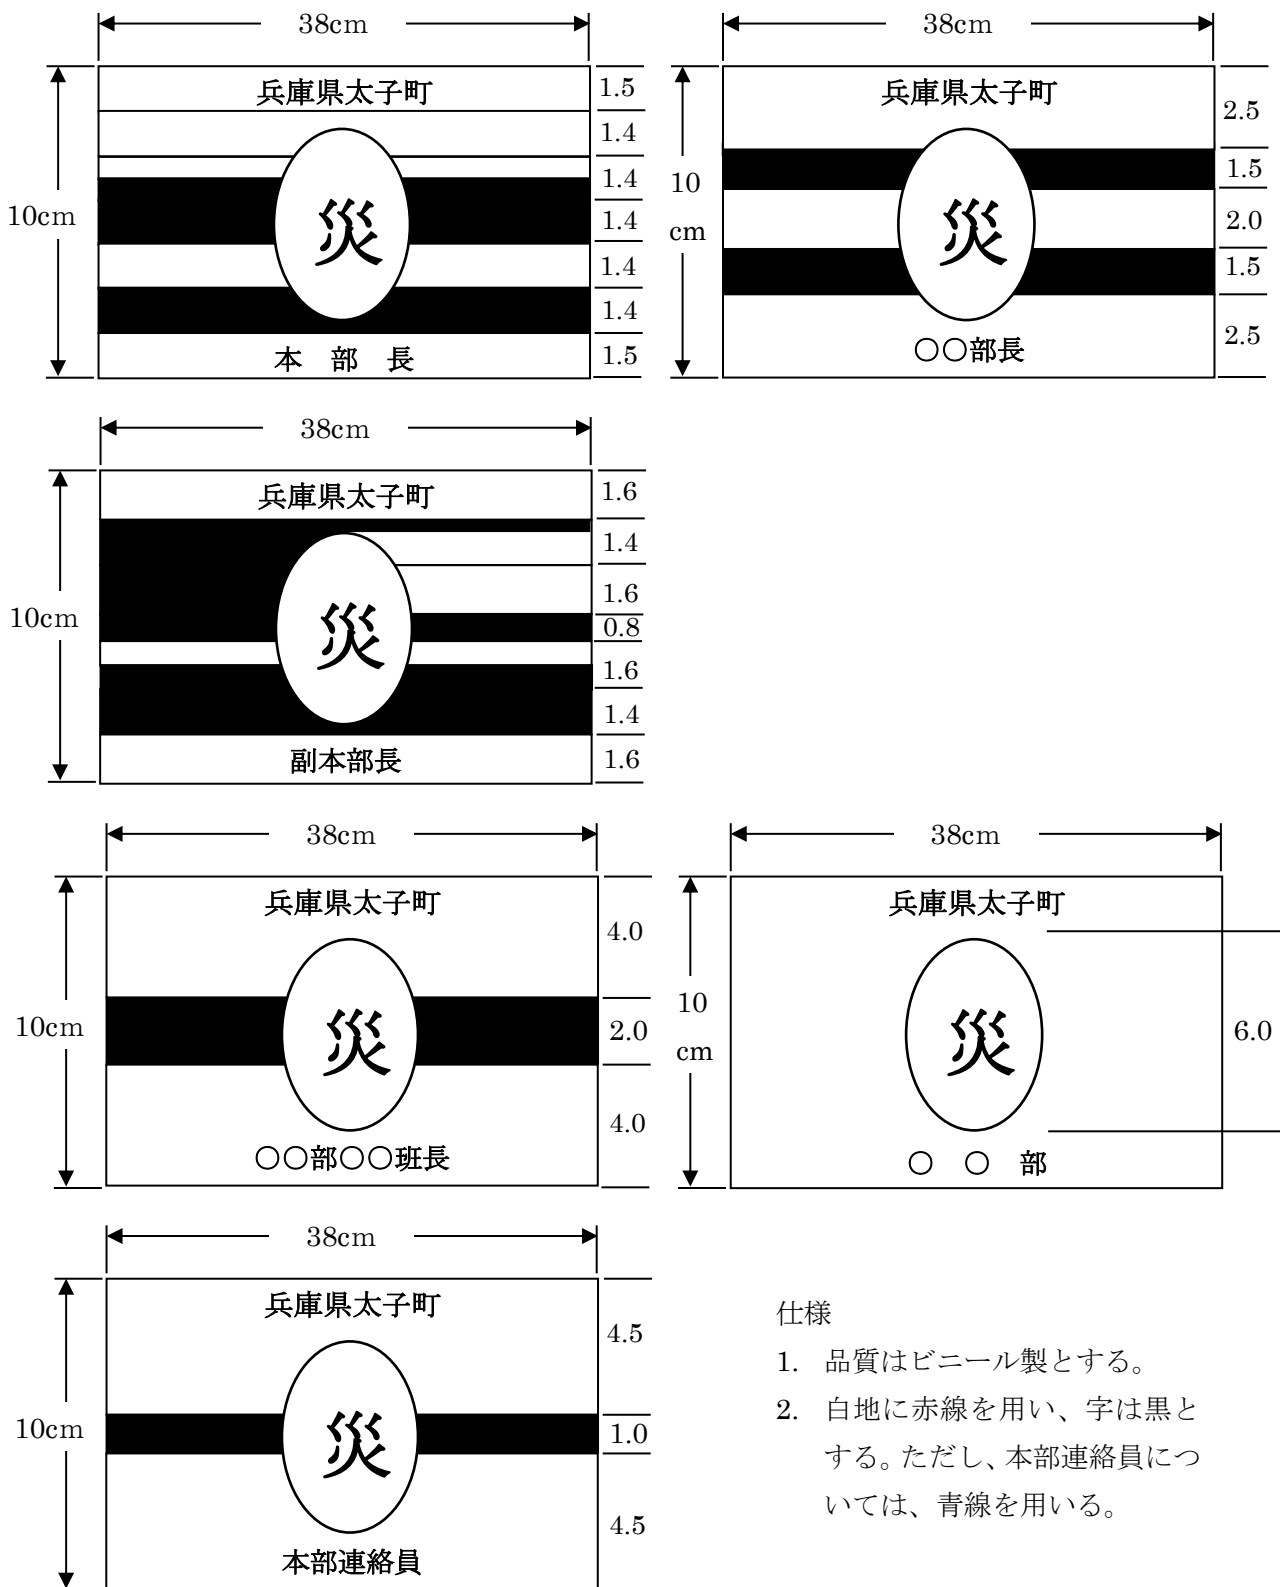 38cm
兵庫県太子町
10cm
災
本 部 長
1.5
1.4
1.4
1.4
1.4
1.4
1.5
38cm
兵庫県太子町
10
cm
災
〇〇部長
2.5
1.5
2.0
1.5
2.5
38cm
兵庫県太子町
10cm
災
副本部長
1.6
1.4
1.6
0.8
1.6
1.4
1.6
38cm
兵庫県太子町
10cm
災
〇〇部〇〇班長
4.0
2.0
4.0
38cm
兵庫県太子町
10
cm
災
〇 〇 部
6.0
38cm
兵庫県太子町
10cm
災
本部連絡員
4.5
1.0
4.5
仕様
1. 品質はビニール製とする。
2. 白地に赤線を用い、字は黒と
する。ただし、本部連絡員につ
いては、青線を用いる。